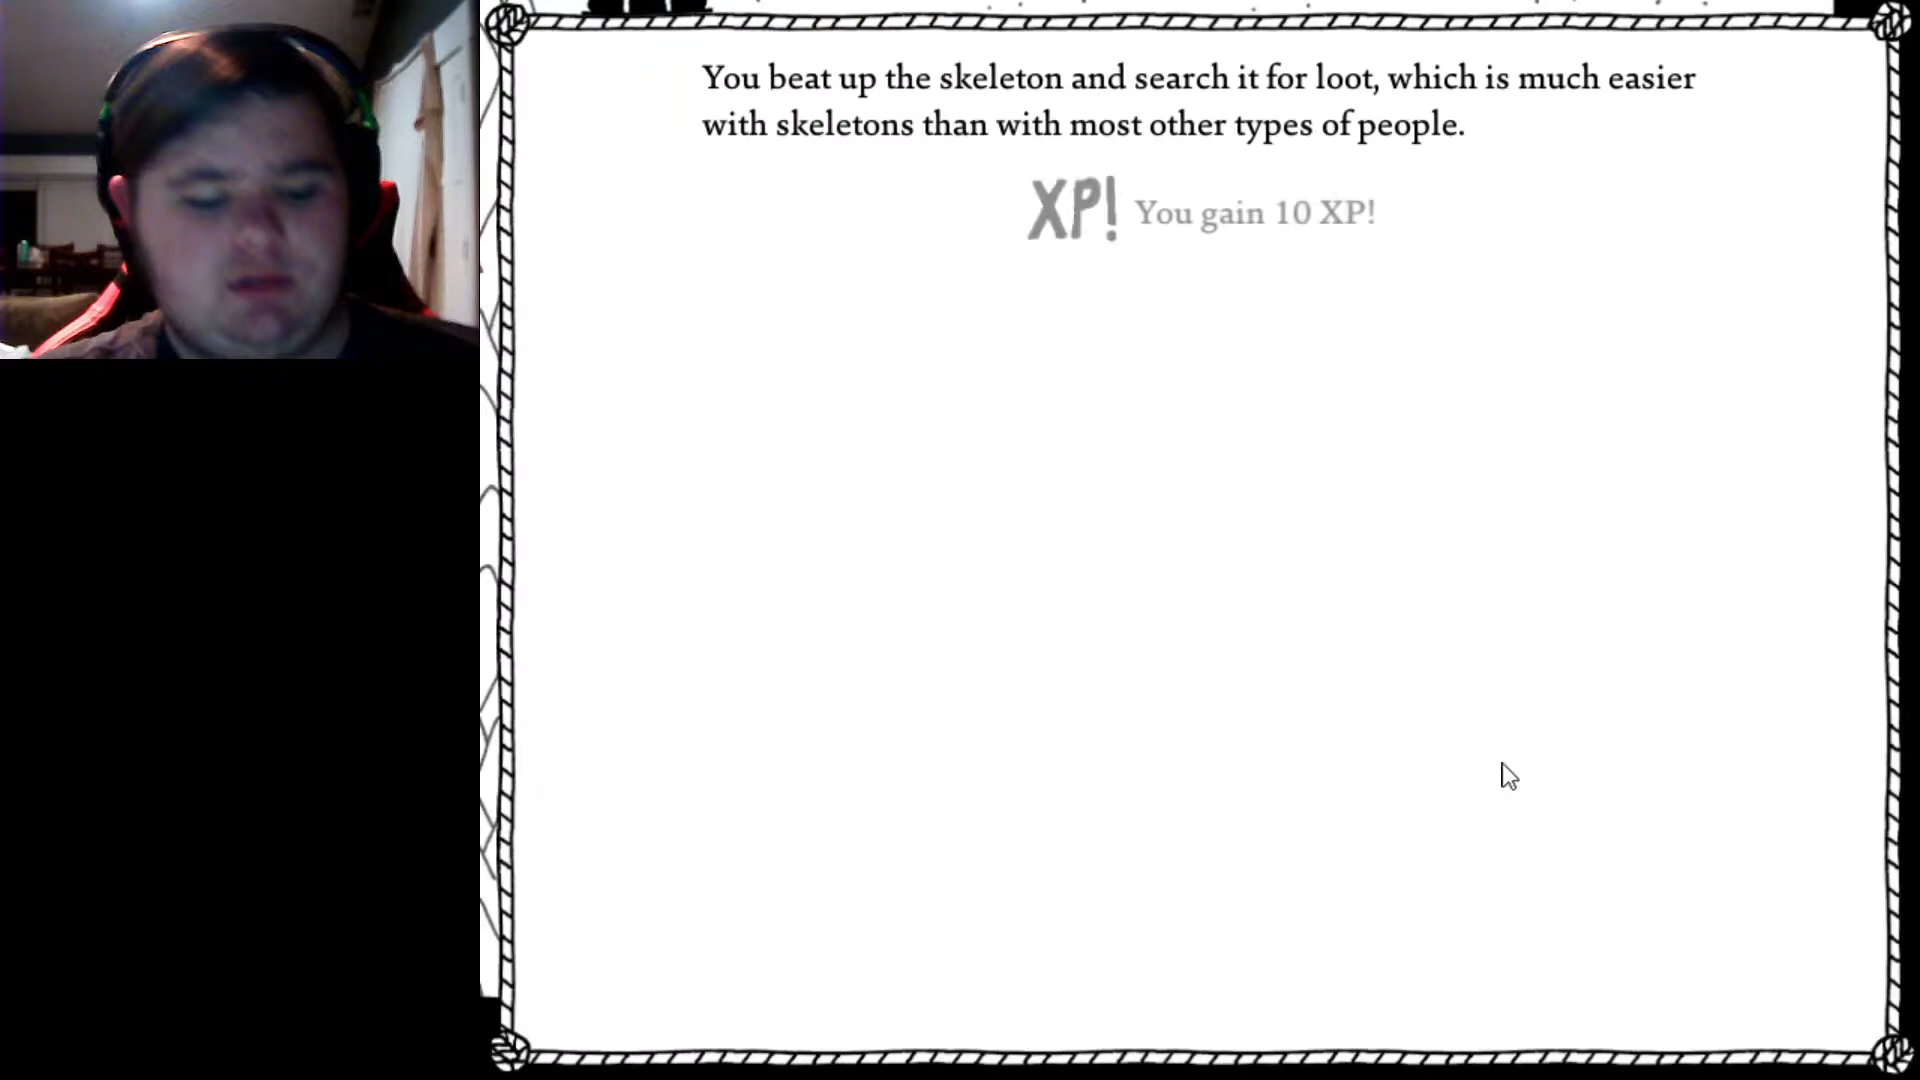 You beat up the skeleton and search it for loot, which is much easier
with skeletons than with most other types of people.
XP! You gain 10 XP!